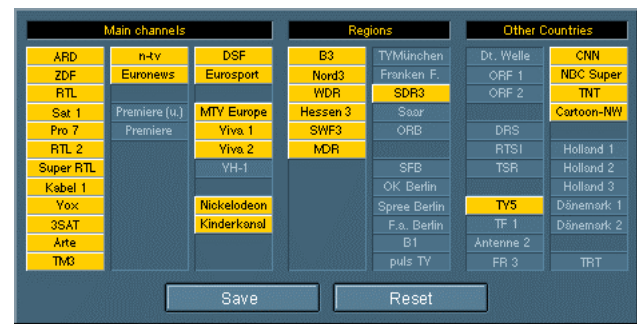 Main channels Regions Other Countries
ARD n-tv DSF B3 TVMünchen Dt. Welle CNN
ZDF Euronews Eurosport Nord3 Franken F. ORF 1 NBC Super
RTL WDR SDR3 ORF 2 TNT
Sat 1 Premiere (u.) MTV Europe Hessen 3 Saar Cartoon-NW
Pro 7 Premiere Viva 1 SWF3 ORB DRS
RTL 2 Viva 2 MDR RTSI Holland 1
Super RTL VH-1 SFB TSR Holland 2
Kabel 1 OK Berlin Holland 3
Vox Nickelodeon Spree Berlin TV5 Dänemark 1
3SAT Kinderkanal F.a. Berlin TF 1 Dänemark 2
Arte B1 Antenne 2
TM3 puls TV FR 3 TRT
Save Reset